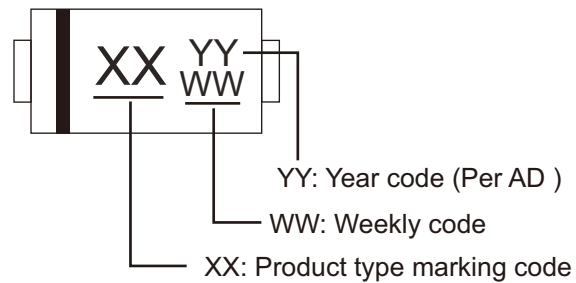 XX YY
WW
YY: Year code (Per AD )
WW: Weekly code
XX: Product type marking code